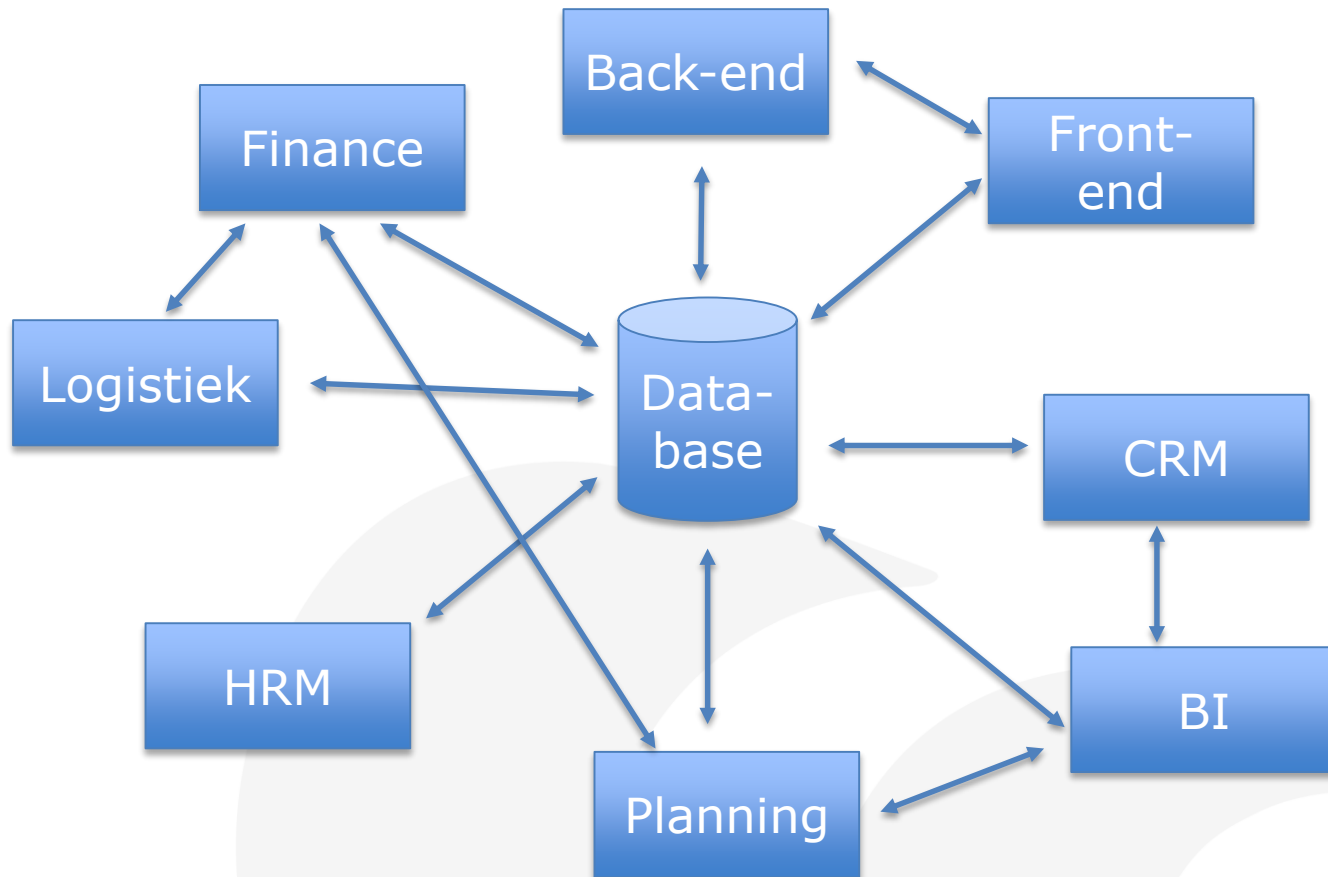 Back-end
Finance
Front-
end
Logistiek
Data-
base
CRM
HRM
BI
Planning